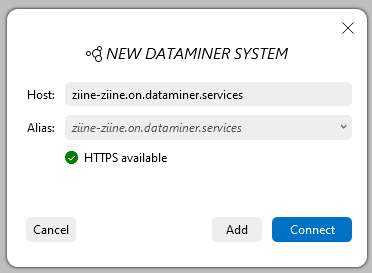 NEW DATAMINER SYSTEM
Host: ziine-ziine.on.dataminer.services
Alias: ziine-ziine.on.dataminer.services
HTTPS available
Cancel Add Connect